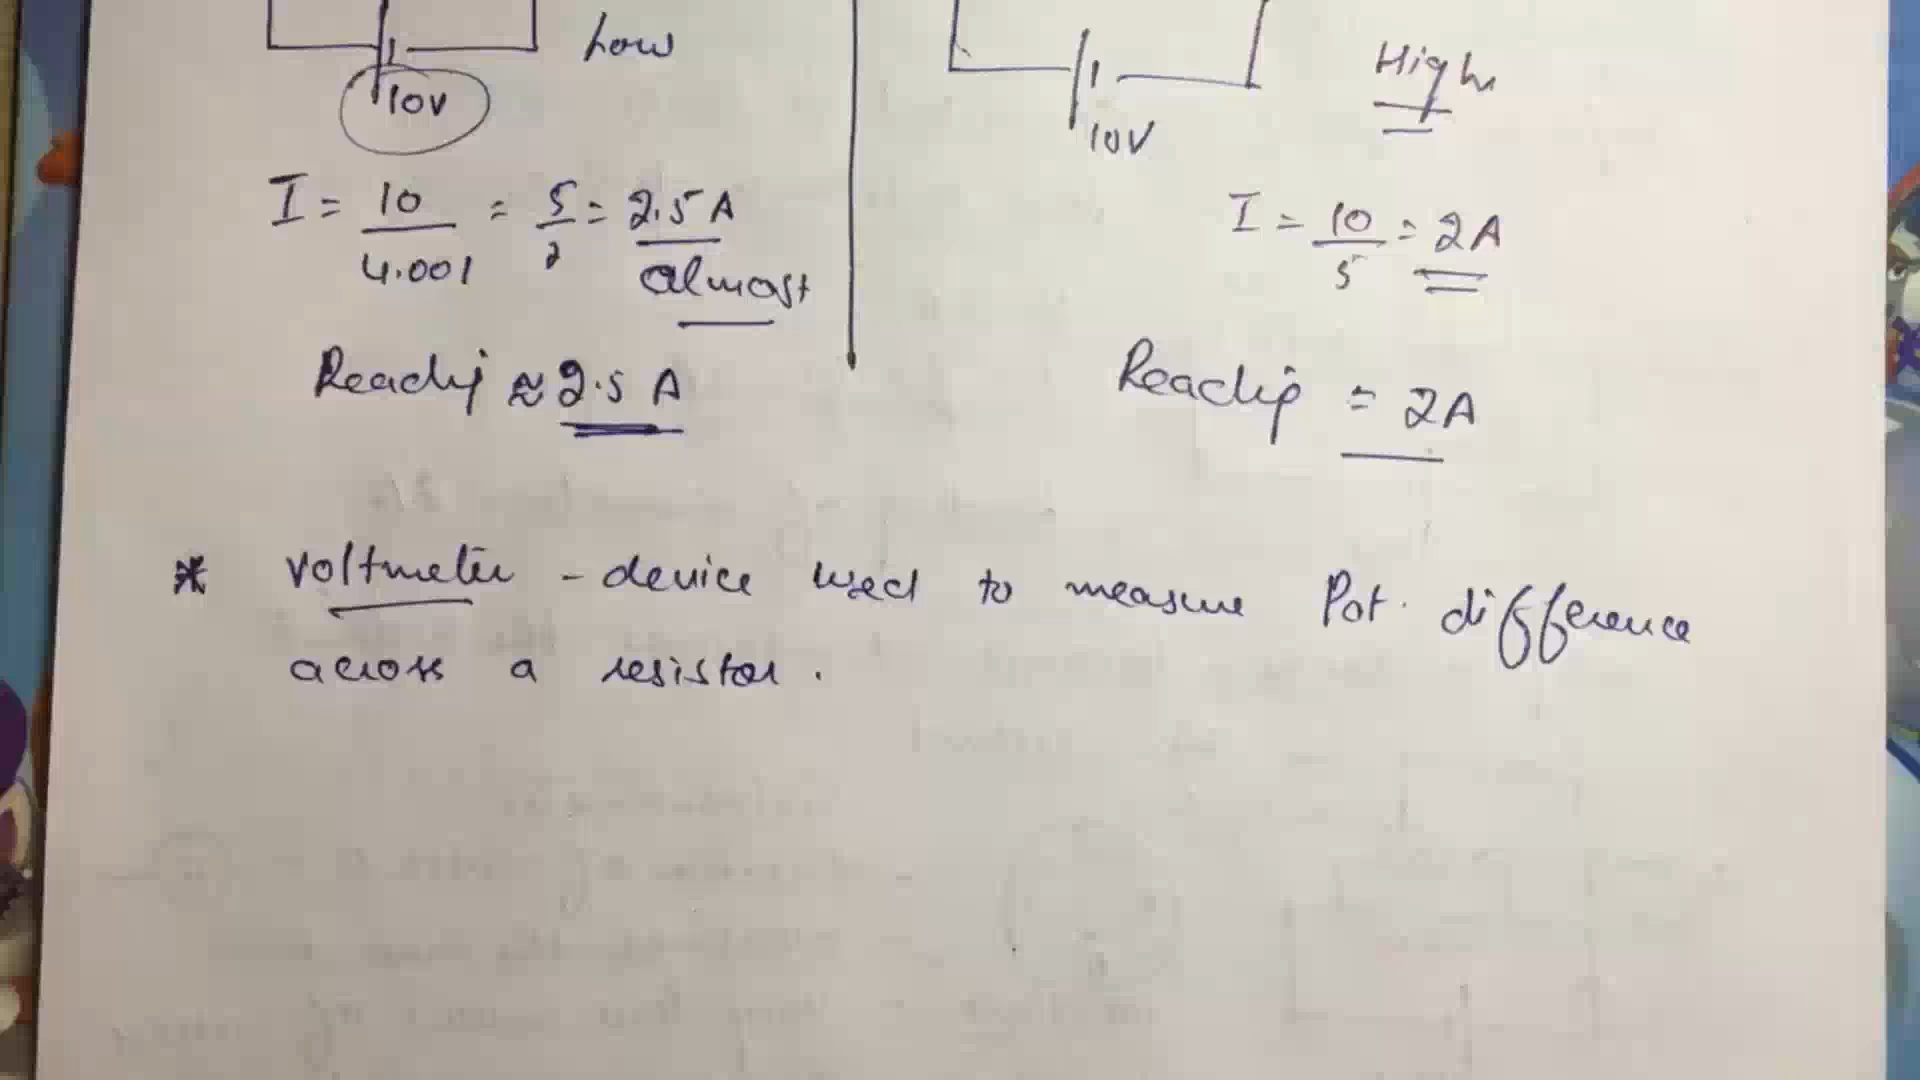 Low
10V
I = 10/4.001 = 5/2 = 2.5 A
almost
Reading ≈ 2.5 A
High
10V
I = 10/5 = 2A
Reading = 2A
* Voltmeter - device used to measure Pot. difference
across a resistor.